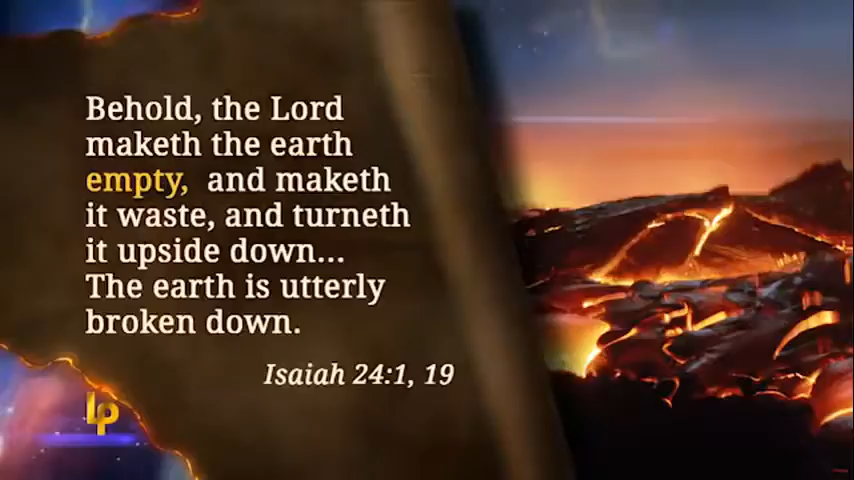 Behold, the Lord
maketh the earth
empty, and maketh
it waste, and turneth
it upside down...
The earth is utterly
broken down.
Isaiah 24:1, 19
Lp